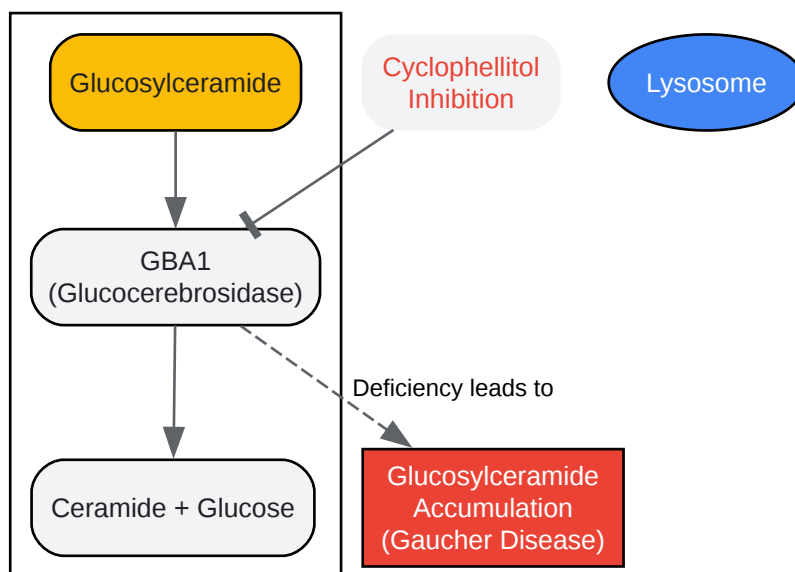 Glucosylceramide
Cyclophellitol
Inhibition
Lysosome
GBA1
(Glucocerebrosidase)
Deficiency leads to
Ceramide + Glucose
Glucosylceramide
Accumulation
(Gaucher Disease)